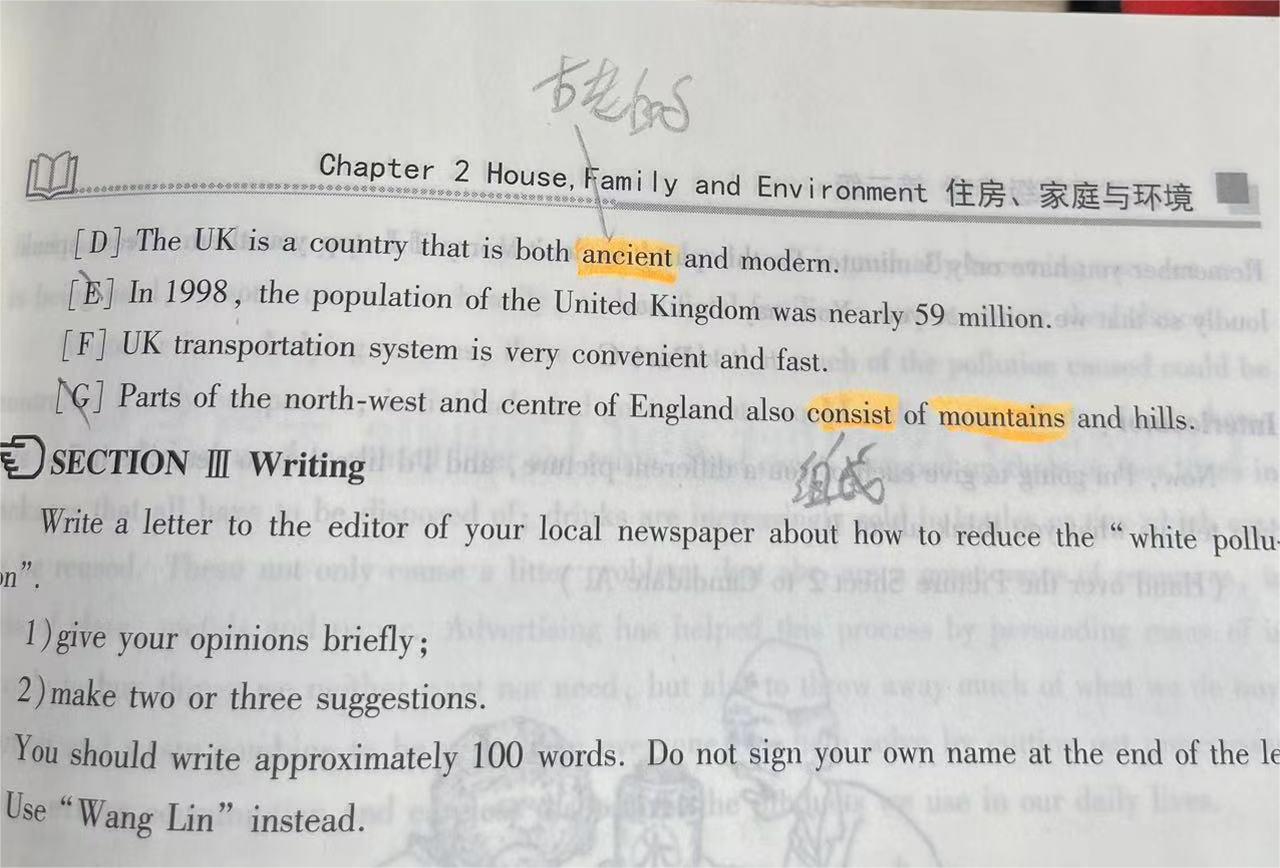 古老的
Chapter 2 House, Family and Environment 住房、家庭与环境
[D] The UK is a country that is both ancient and modern.
[E] In 1998, the population of the United Kingdom was nearly 59 million.
[F] UK transportation system is very convenient and fast.
[G] Parts of the north-west and centre of England also consist of mountains and hills.
组成
SECTION Ⅲ Writing
Write a letter to the editor of your local newspaper about how to reduce the “white pollu-
on”.
1)give your opinions briefly;
2)make two or three suggestions.
You should write approximately 100 words. Do not sign your own name at the end of the le
Use “Wang Lin” instead.